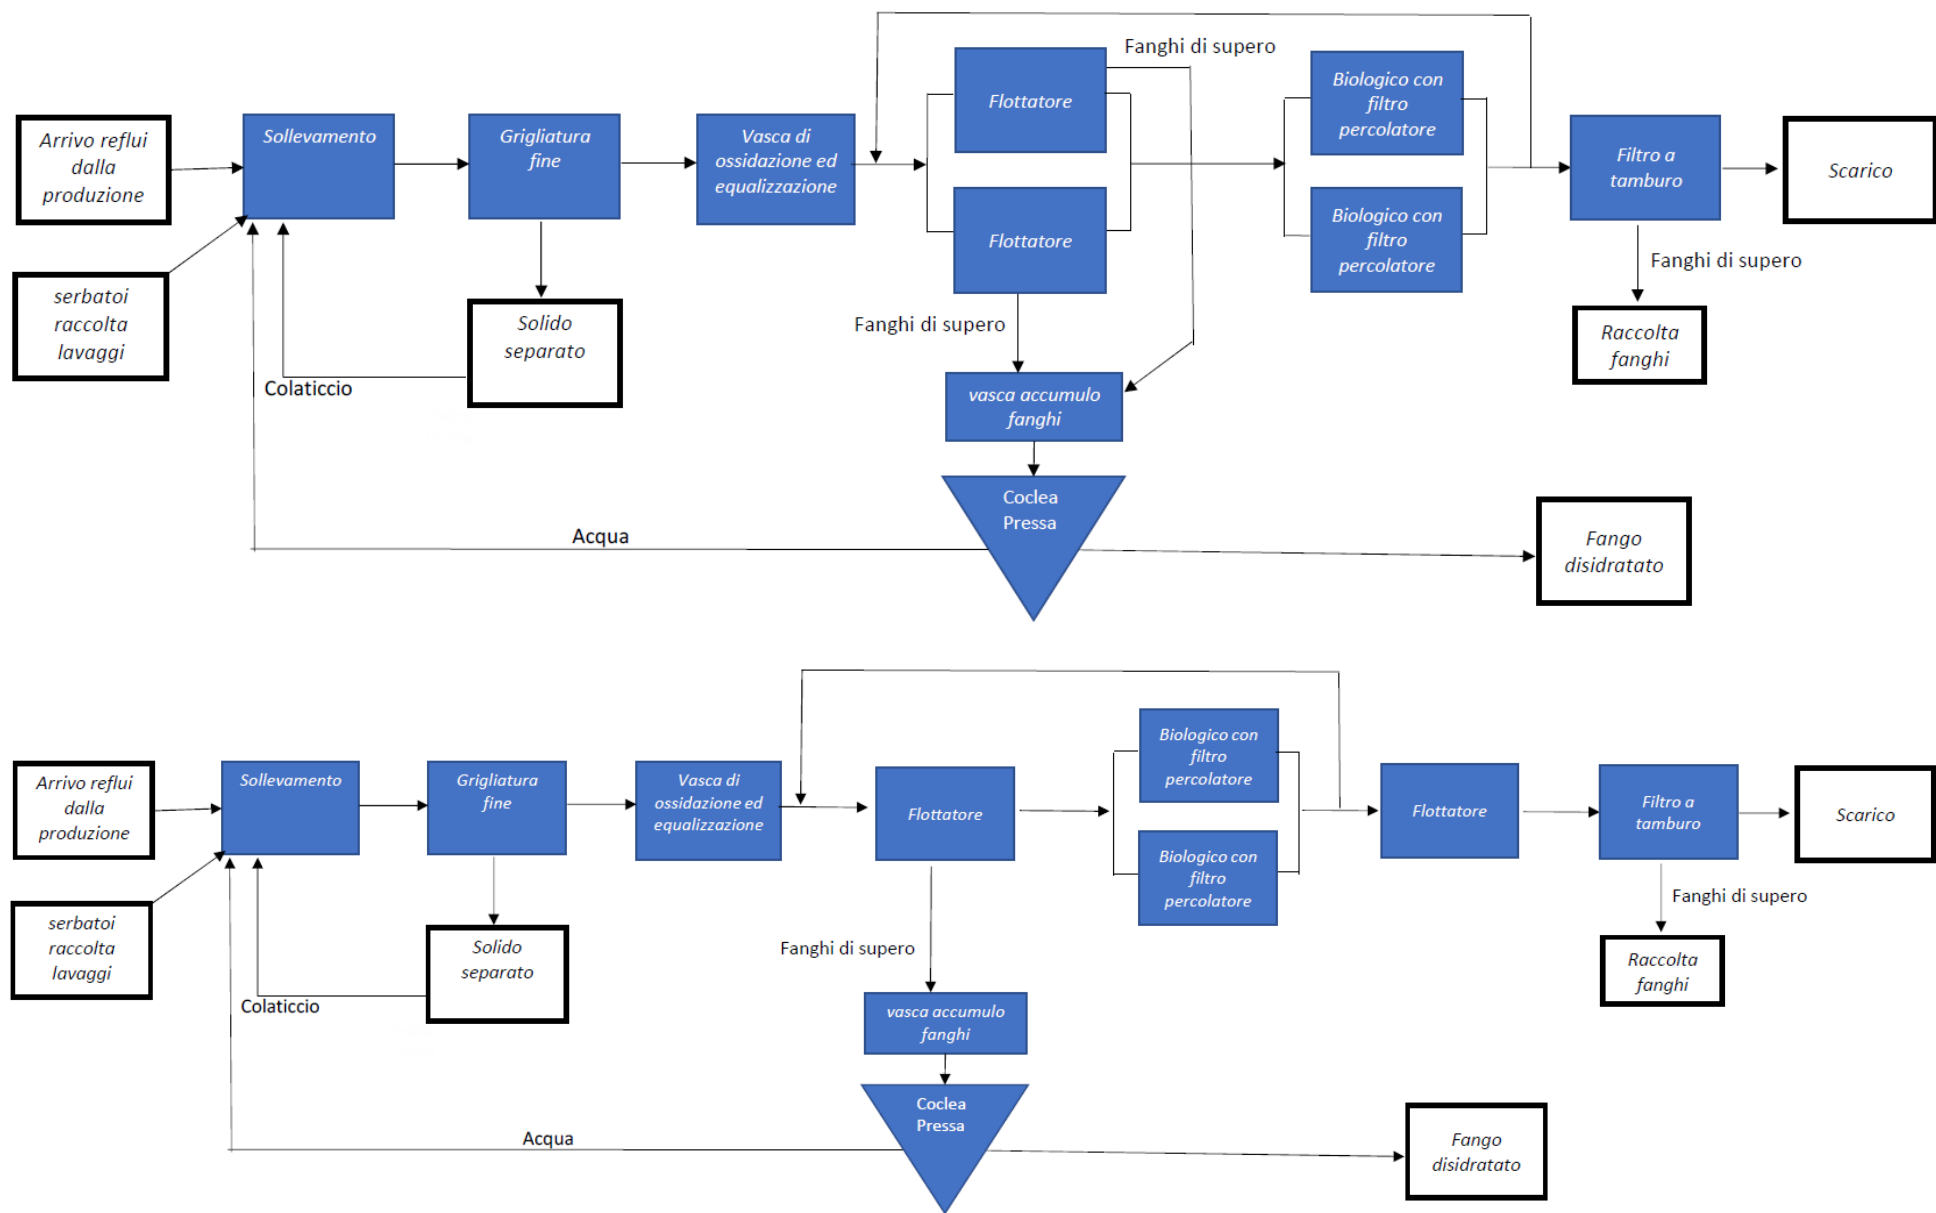 Fanghi di supero
Arrivo reflui
dalla
produzione
Sollevamento
Grigliatura
fine
Vasca di
ossidazione ed
equalizzazione
Flottatore
Flottatore
Biologico con
filtro
percolatore
Biologico con
filtro
percolatore
Filtro a
tamburo
Scarico
serbatoi
raccolta
lavaggi
Colaticcio
Solido
separato
Fanghi di supero
Fanghi di supero
Raccolta
fanghi
vasca accumulo
fanghi
Coclea
Pressa
Acqua
Fango
disidratato
Arrivo reflui
dalla
produzione
Sollevamento
Grigliatura
fine
Vasca di
ossidazione ed
equalizzazione
Flottatore
Biologico con
filtro
percolatore
Biologico con
filtro
percolatore
Flottatore
Filtro a
tamburo
Scarico
serbatoi
raccolta
lavaggi
Colaticcio
Solido
separato
Fanghi di supero
Fanghi di supero
Raccolta
fanghi
vasca accumulo
fanghi
Coclea
Pressa
Acqua
Fango
disidratato